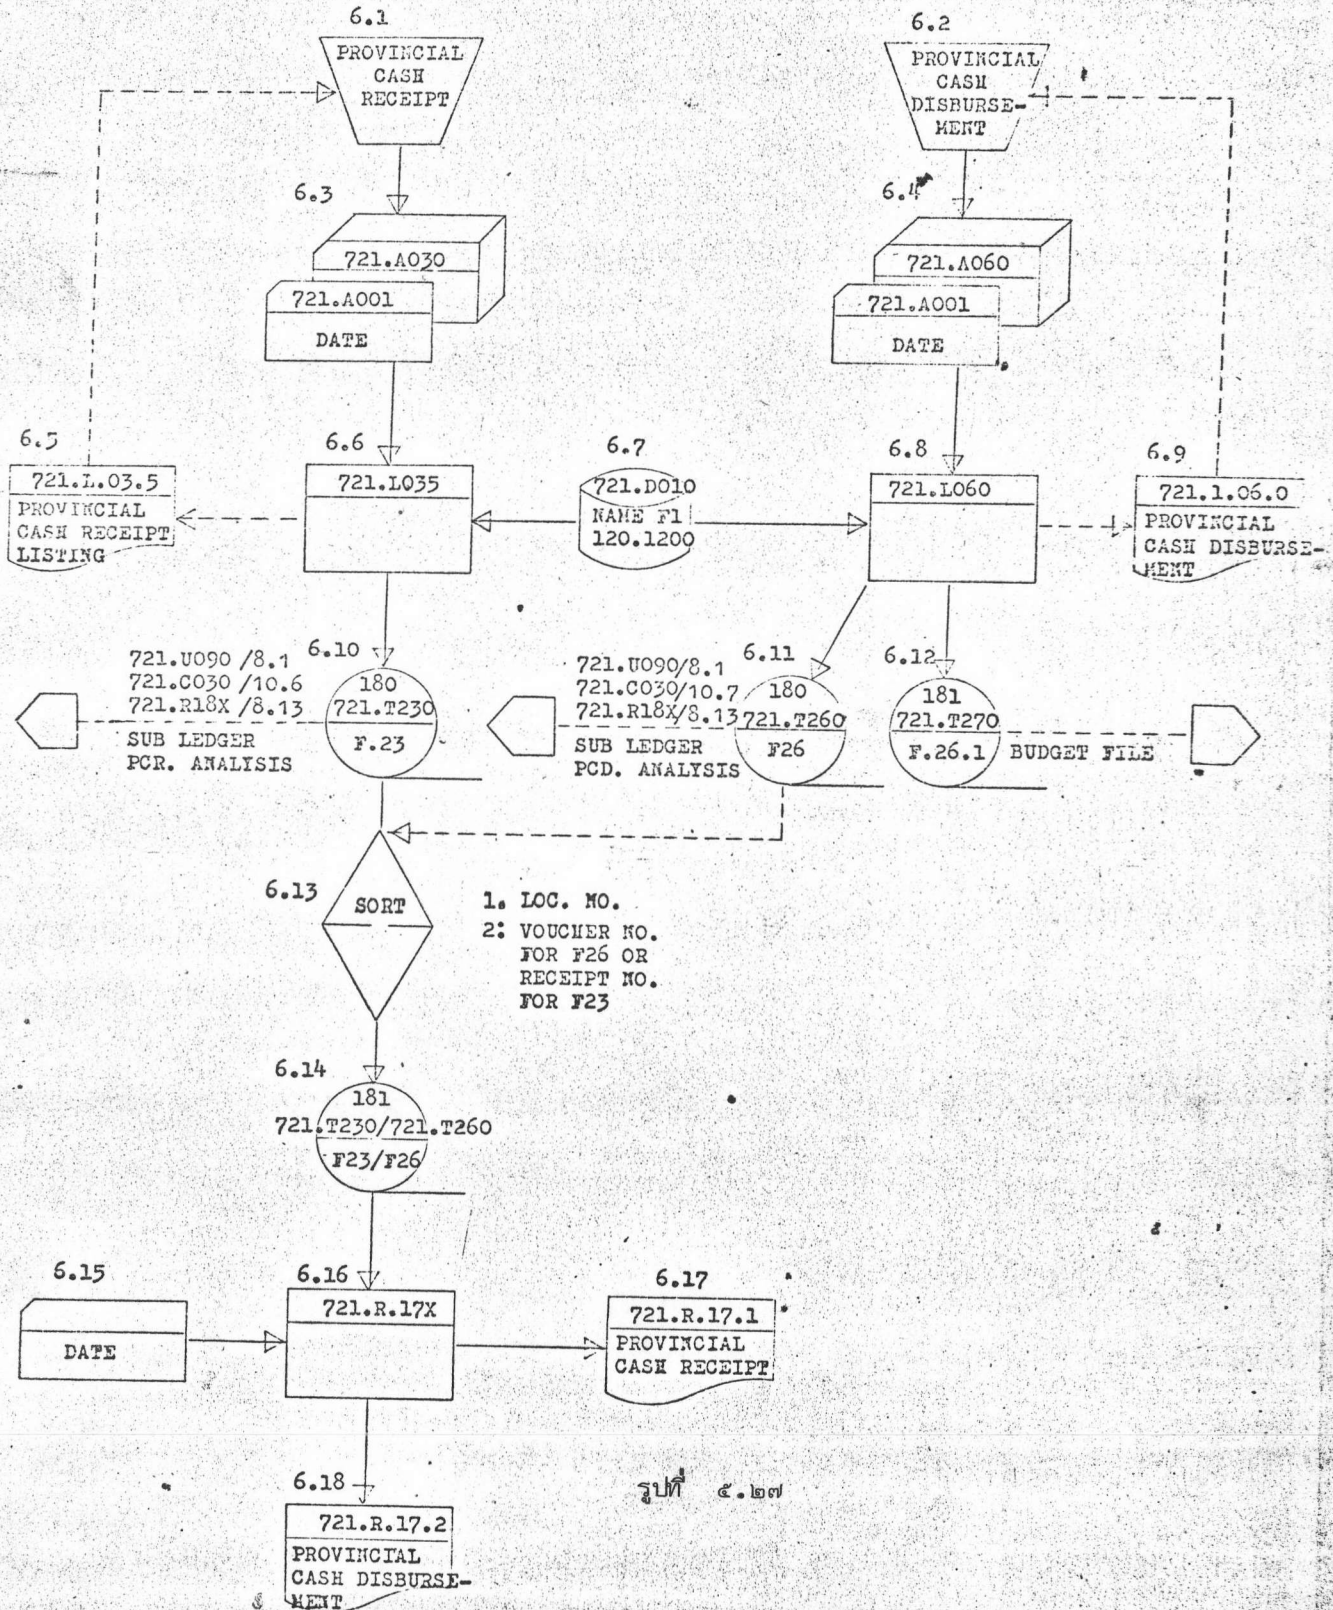 6.1
PROVINCIAL
CASH
RECEIPT
6.2
PROVINCIAL
CASH
DISBURSE-
MENT
6.3
721.A030
721.A001
DATE
6.4
721.A060
721.A001
DATE
6.5
721.L.03.5
PROVINCIAL
CASH RECEIPT
LISTING
6.6
721.L035
6.7
721.D010
NAME F1
120.1200
6.8
721.L060
6.9
721.1.06.0
PROVINCIAL
CASH DISBURSE-
MENT
721.U090 /8.1
721.C030 /10.6
721.R18X /8.13
SUB LEDGER
PCR. ANALYSIS
6.10
180
721.T230
F.23
721.U090/8.1
721.C030/10.7
721.R18X/8.13
SUB LEDGER
PCD. ANALYSIS
6.11
180
721.T260
F26
6.12
181
721.T270
F.26.1
BUDGET FILE
6.13
SORT
1. LOC. NO.
2: VOUCHER NO.
FOR F26 OR
RECEIPT NO.
FOR F23
6.14
181
721.T230/721.T260
F23/F26
6.15
DATE
6.16
721.R.17X
6.17
721.R.17.1
PROVINCIAL
CASH RECEIPT
6.18
721.R.17.2
PROVINCIAL
CASH DISBURSE-
MENT
รูปที่ ๕.๒๗